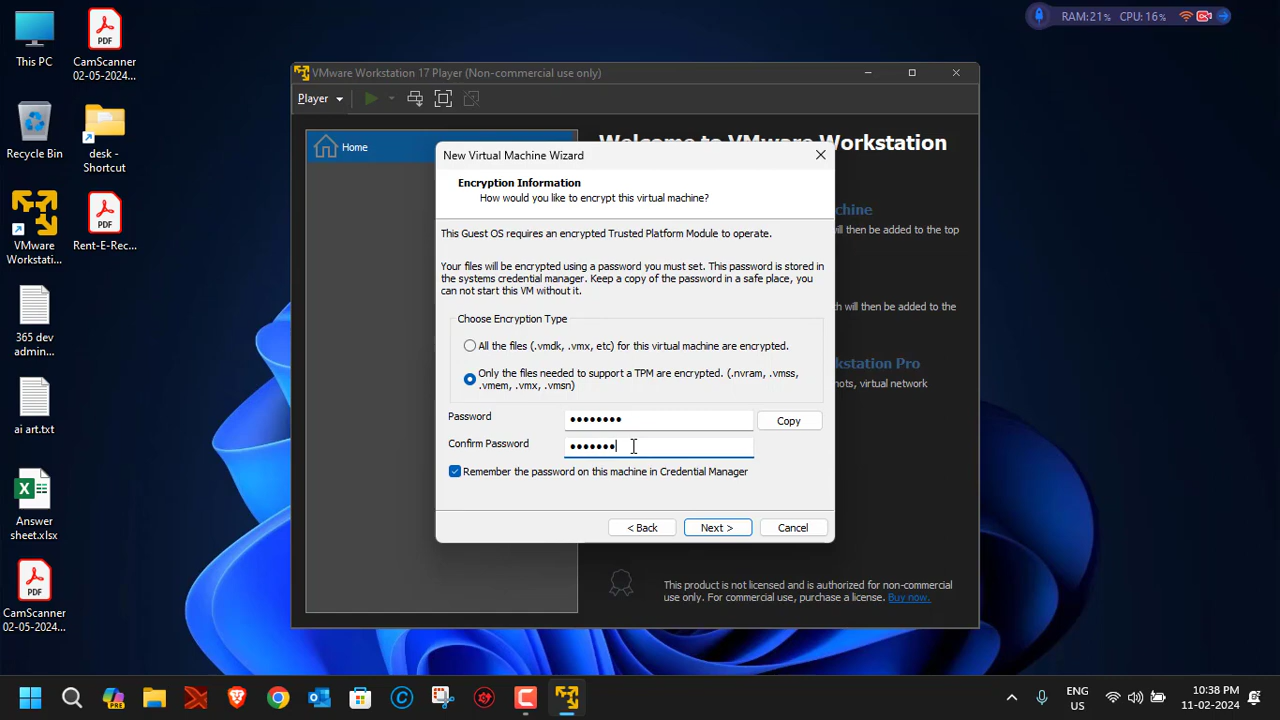 This PC
CamScanner
02-05-2024...
Recycle Bin
desk -
Shortcut
VMware
Workstati...
Rent-E-Rec...
365 dev
admin...
ai art.txt
Answer
sheet.xlsx
CamScanner
02-05-2024...
RAM:21% CPU:16%
VMware Workstation 17 Player (Non-commercial use only)
Player
Home
Welcome to VMware Workstation
chine
will then be added to the top
ch will then be added to the
kstation Pro
hots, virtual network
This product is not licensed and is authorized for non-commercial
use only. For commercial use, purchase a license. Buy now.
New Virtual Machine Wizard
Encryption Information
How would you like to encrypt this virtual machine?
This Guest OS requires an encrypted Trusted Platform Module to operate.
Your files will be encrypted using a password you must set. This password is stored in
the systems credential manager. Keep a copy of the password in a safe place, you
can not start this VM without it.
Choose Encryption Type
All the files (.vmdk, .vmx, etc) for this virtual machine are encrypted.
Only the files needed to support a TPM are encrypted. (.nvram, .vmss,
.vmem, .vmx, .vmsn)
Password ●●●●●●●● Copy
Confirm Password ●●●●●●●
Remember the password on this machine in Credential Manager
< Back Next > Cancel
PRE
ENG
US
10:38 PM
11-02-2024